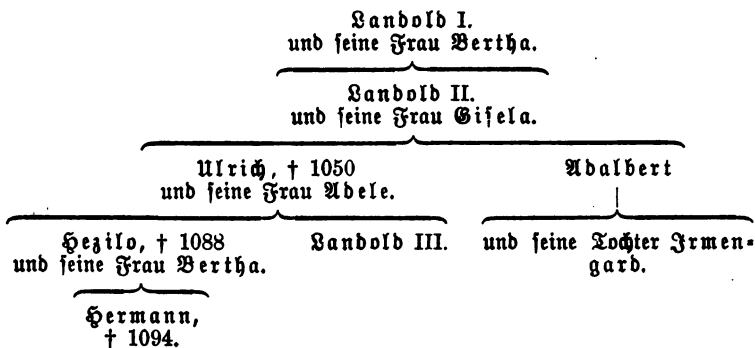 Landold I.
und seine Frau Bertha.
Landold II.
und seine Frau Gisela.
Ulrich, † 1050
und seine Frau Adele.
Adalbert
Hezilo, † 1088
und seine Frau Bertha.
Landold III.
und seine Tochter Irmen-
gard.
Hermann,
† 1094.